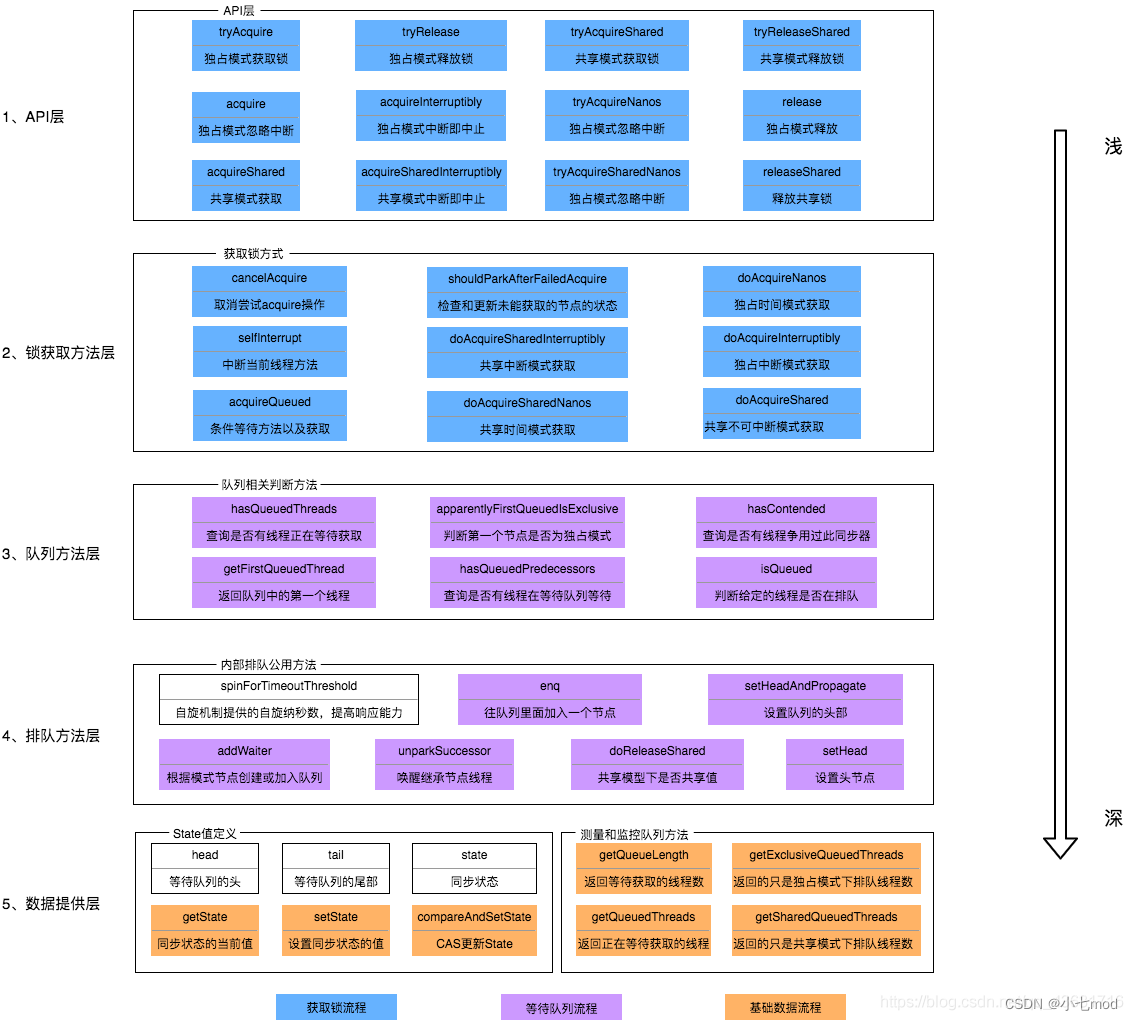 API层
1、API层
tryAcquire
独占模式获取锁
tryRelease
独占模式释放锁
tryAcquireShared
共享模式获取锁
tryReleaseShared
共享模式释放锁
acquire
独占模式忽略中断
acquireInterruptibly
独占模式中断即中止
tryAcquireNanos
独占模式忽略中断
release
独占模式释放
acquireShared
共享模式获取
acquireSharedInterruptibly
共享模式中断即中止
tryAcquireSharedNanos
独占模式忽略中断
releaseShared
释放共享锁
浅
获取锁方式
2、锁获取方法层
cancelAcquire
取消尝试acquire操作
shouldParkAfterFailedAcquire
检查和更新未能获取的节点的状态
doAcquireNanos
独占时间模式获取
selfInterrupt
中断当前线程方法
doAcquireSharedInterruptibly
共享中断模式获取
doAcquireInterruptibly
独占中断模式获取
acquireQueued
条件等待方法以及获取
doAcquireSharedNanos
共享时间模式获取
doAcquireShared
共享不可中断模式获取
队列相关判断方法
3、队列方法层
hasQueuedThreads
查询是否有线程正在等待获取
apparentlyFirstQueuedIsExclusive
判断第一个节点是否为独占模式
hasContended
查询是否有线程争用过此同步器
getFirstQueuedThread
返回队列中的第一个线程
hasQueuedPredecessors
查询是否有线程在等待队列等待
isQueued
判断给定的线程是否在排队
内部排队公用方法
4、排队方法层
spinForTimeoutThreshold
自旋机制提供的自旋纳秒数，提高响应能力
enq
往队列里面加入一个节点
setHeadAndPropagate
设置队列的头部
addWaiter
根据模式节点创建或加入队列
unparkSuccessor
唤醒继承节点线程
doReleaseShared
共享模型下是否共享值
setHead
设置头节点
深
State值定义
5、数据提供层
head
等待队列的头
tail
等待队列的尾部
state
同步状态
getState
同步状态的当前值
setState
设置同步状态的值
compareAndSetState
CAS更新State
测量和监控队列方法
getQueueLength
返回等待获取的线程数
getExclusiveQueuedThreads
返回的只是独占模式下排队线程数
getQueuedThreads
返回正在等待获取的线程
getSharedQueuedThreads
返回的只是共享模式下排队线程数
获取锁流程
等待队列流程
基础数据流程
CSDN @小七mod